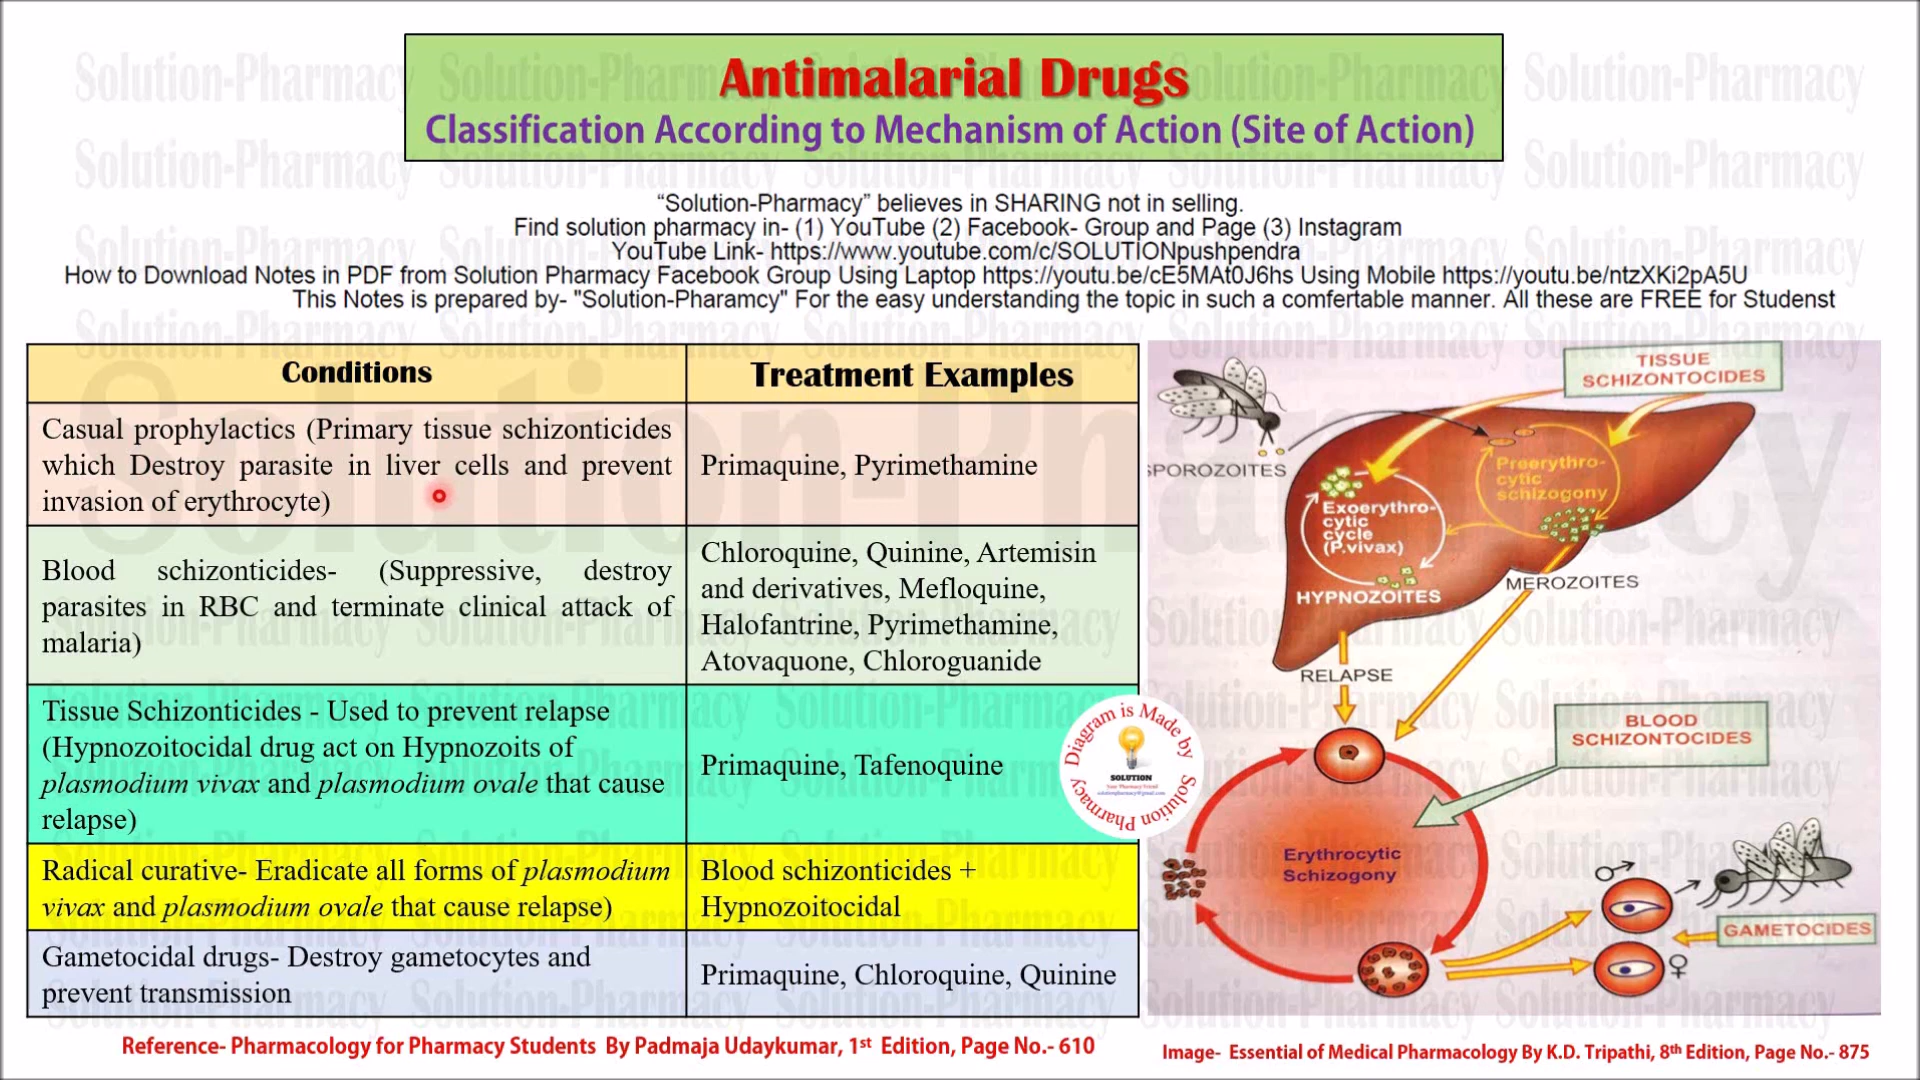 Antimalarial Drugs
Classification According to Mechanism of Action (Site of Action)
“Solution-Pharmacy” believes in SHARING not in selling.
Find solution pharmacy in- (1) YouTube (2) Facebook- Group and Page (3) Instagram
YouTube Link- https://www.youtube.com/c/SOLUTIONpushpendra
How to Download Notes in PDF from Solution Pharmacy Facebook Group Using Laptop https://youtu.be/cE5MAt0J6hs Using Mobile https://youtu.be/ntzXKi2pA5U
This Notes is prepared by- "Solution-Pharamcy" For the easy understanding the topic in such a comfertable manner. All these are FREE for Studenst
Conditions
Treatment Examples
Casual prophylactics (Primary tissue schizonticides
which Destroy parasite in liver cells and prevent
invasion of erythrocyte)
Primaquine, Pyrimethamine
Blood schizonticides- (Suppressive, destroy
parasites in RBC and terminate clinical attack of
malaria)
Chloroquine, Quinine, Artemisin
and derivatives, Mefloquine,
Halofantrine, Pyrimethamine,
Atovaquone, Chloroguanide
Tissue Schizonticides - Used to prevent relapse
(Hypnozoitocidal drug act on Hypnozoits of
plasmodium vivax and plasmodium ovale that cause
relapse)
Primaquine, Tafenoquine
Radical curative- Eradicate all forms of plasmodium
vivax and plasmodium ovale that cause relapse)
Blood schizonticides +
Hypnozoitocidal
Gametocidal drugs- Destroy gametocytes and
prevent transmission
Primaquine, Chloroquine, Quinine
Diagram is Made by Solution Pharmacy
SOLUTION
Your Pharmacy Friend
solutionpharmacy@gmail.com
TISSUE
SCHIZONTOCIDES
SPOROZOITES
Preerythro-
cytic
schizogony
Exoerythro-
cytic
cycle
(P.vivax)
HYPNOZOITES
MEROZOITES
RELAPSE
BLOOD
SCHIZONTOCIDES
Erythrocytic
Schizogony
GAMETOCIDES
Reference- Pharmacology for Pharmacy Students By Padmaja Udaykumar, 1st Edition, Page No.- 610
Image- Essential of Medical Pharmacology By K.D. Tripathi, 8th Edition, Page No.- 875
Solution-Pharmacy